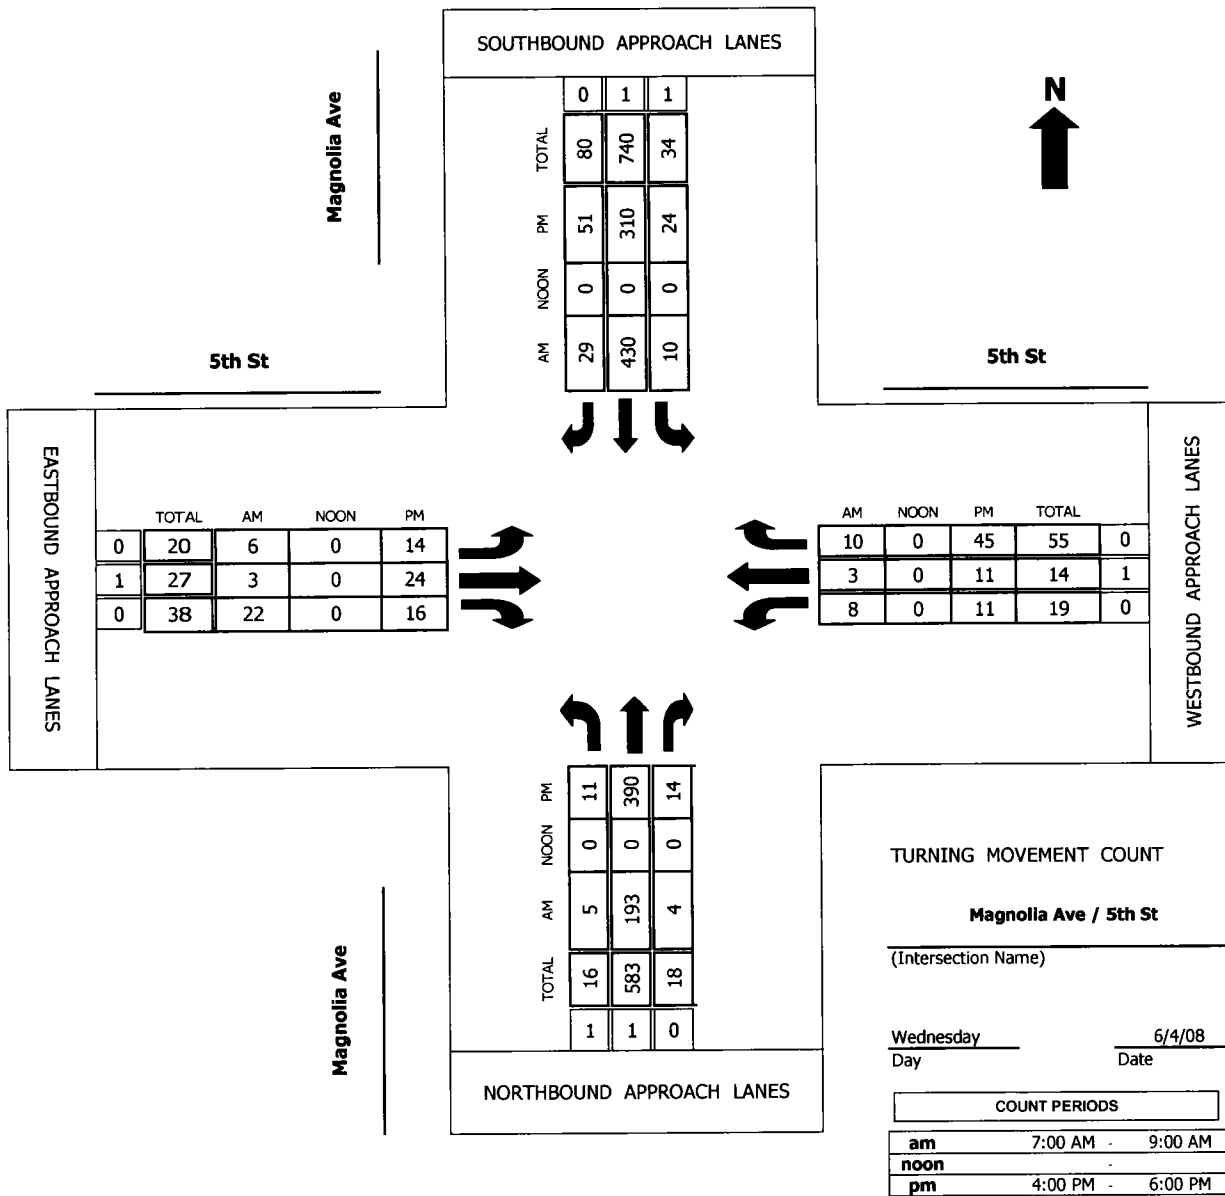 SOUTHBOUND APPROACH LANES
0 1 1
TOTAL 80 740 34
PM 51 310 24
NOON 0 0 0
AM 29 430 10
Magnolia Ave
N
5th St
5th St
EASTBOUND APPROACH LANES
TOTAL AM NOON PM
0 20 6 0 14
1 27 3 0 24
0 38 22 0 16
AM NOON PM TOTAL
10 0 45 55 0
3 0 11 14 1
8 0 11 19 0
WESTBOUND APPROACH LANES
PM 11 390 14
NOON 0 0 0
AM 5 193 4
TOTAL 16 583 18
1 1 0
NORTHBOUND APPROACH LANES
Magnolia Ave
TURNING MOVEMENT COUNT
Magnolia Ave / 5th St
(Intersection Name)
Wednesday 6/4/08
Day Date
COUNT PERIODS
am 7:00 AM - 9:00 AM
noon -
pm 4:00 PM - 6:00 PM